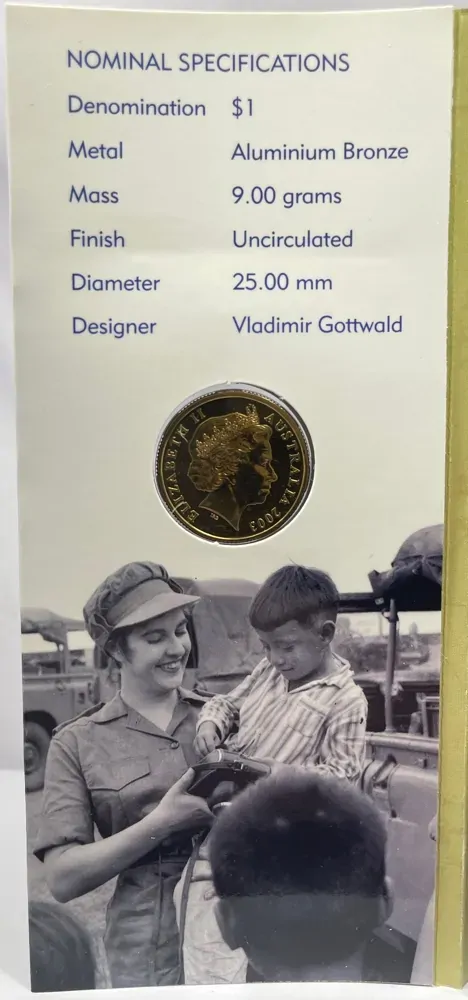 NOMINAL SPECIFICATIONS
Denomination $1
Metal Aluminium Bronze
Mass 9.00 grams
Finish Uncirculated
Diameter 25.00 mm
Designer Vladimir Gottwald
ELIZABETH II AUSTRALIA 2003